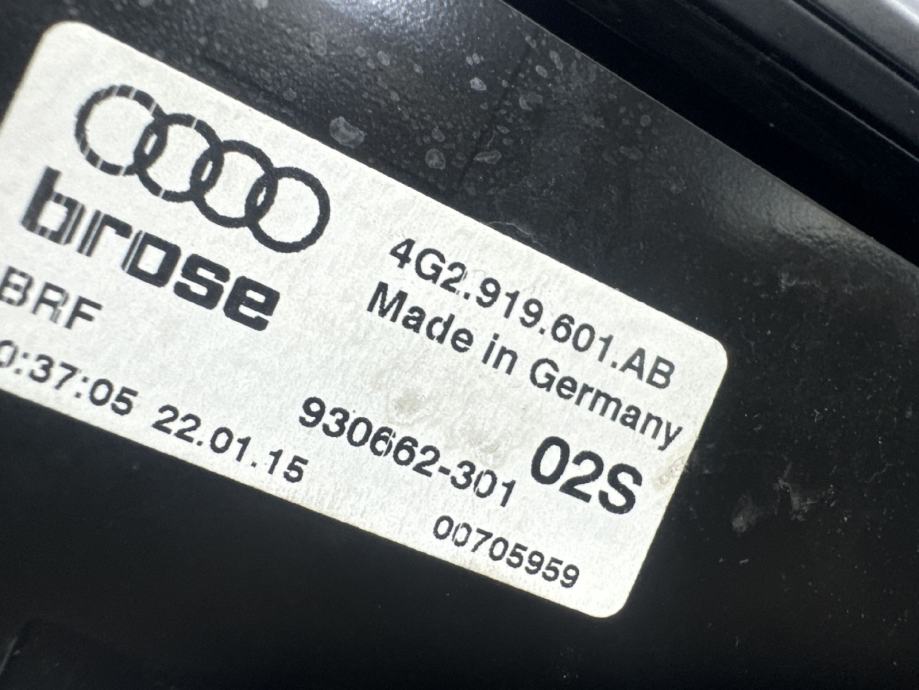 brose
4G2.919.601.AB
Made in Germany
BRF
930662-301 02S
0:37:05 22.01.15
00705959